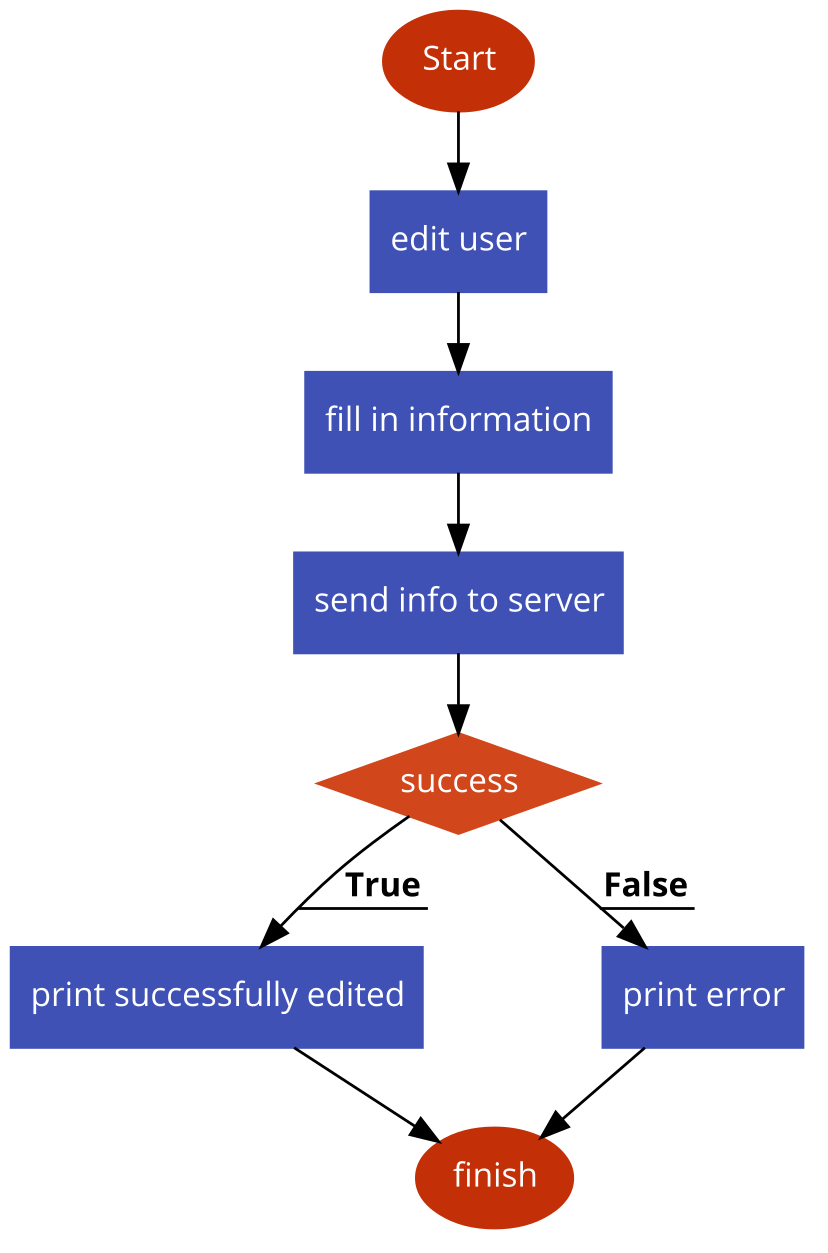 Start
edit user
fill in information
send info to server
success
True
False
print successfully edited
print error
finish